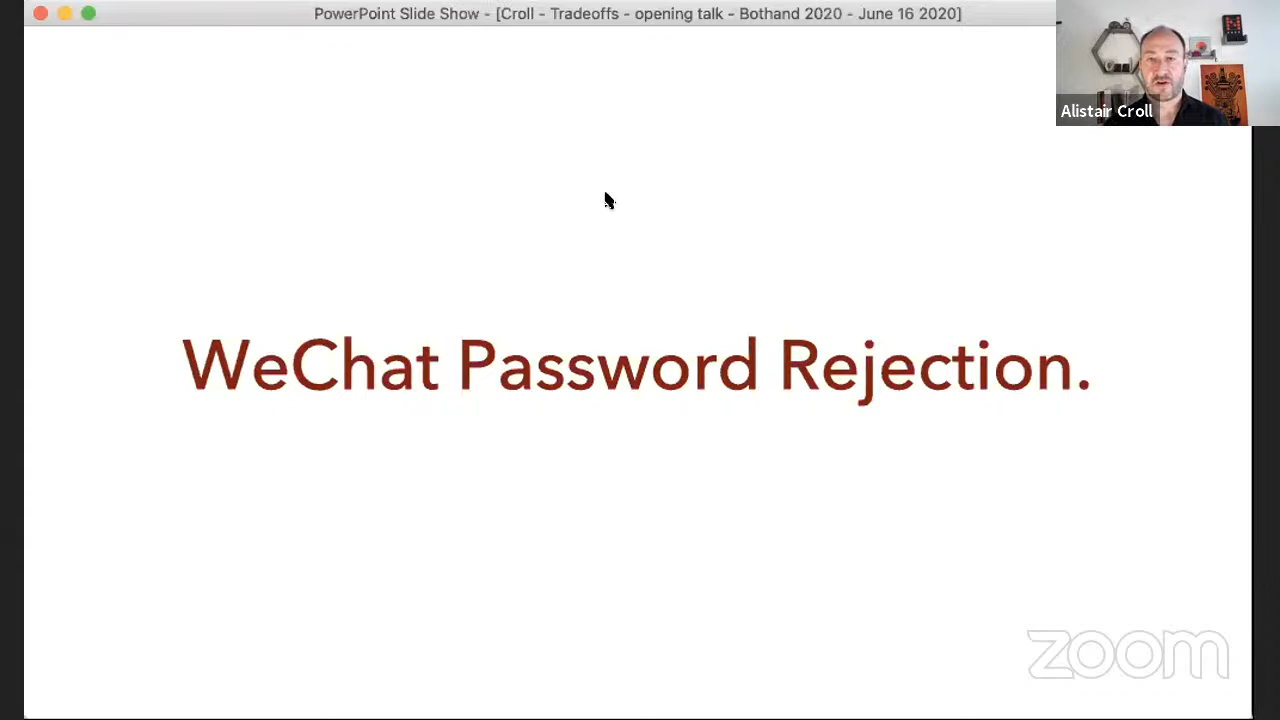 PowerPoint Slide Show - [Croll - Tradeoffs - opening talk - Bothand 2020 - June 16 2020]
Alistair Croll
WeChat Password Rejection.
zoom